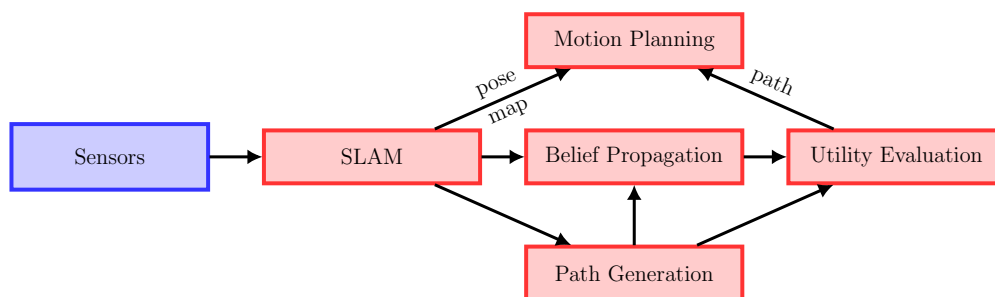 Motion Planning
pose
map
path
Sensors
SLAM
Belief Propagation
Utility Evaluation
Path Generation